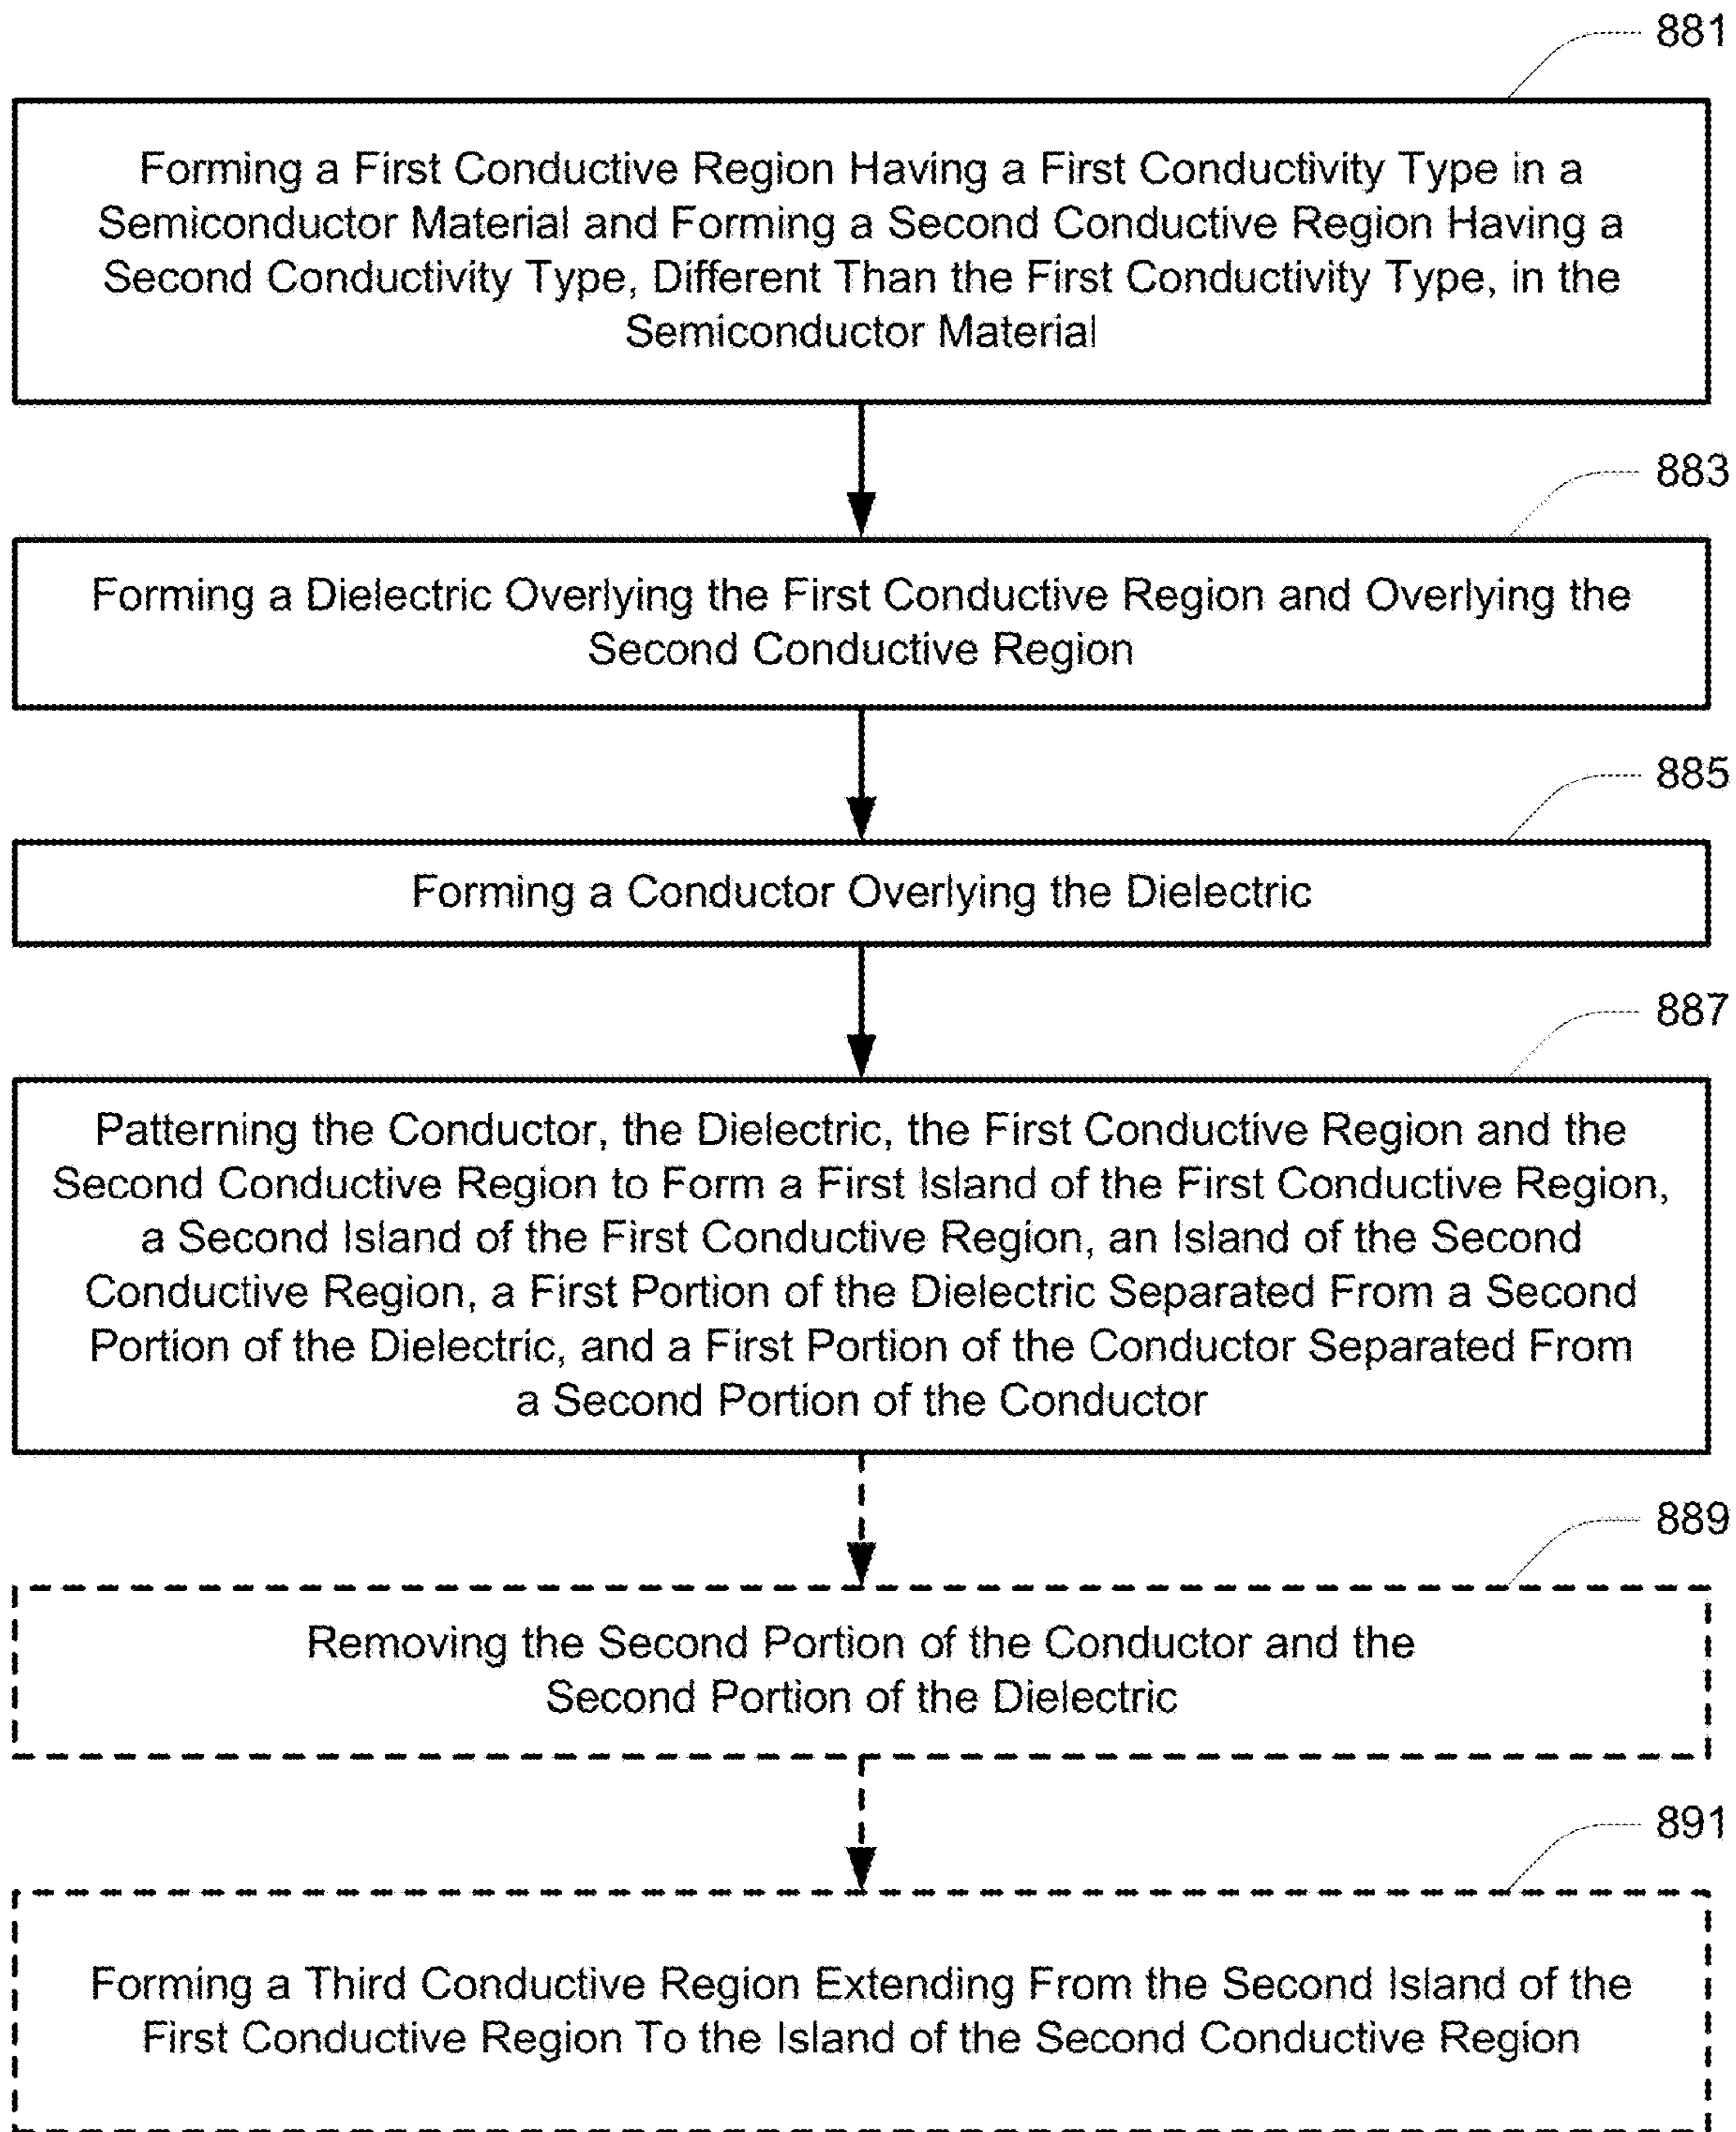 881
Forming a First Conductive Region Having a First Conductivity Type in a
Semiconductor Material and Forming a Second Conductive Region Having a
Second Conductivity Type, Different Than the First Conductivity Type, in the
Semiconductor Material
883
Forming a Dielectric Overlying the First Conductive Region and Overlying the
Second Conductive Region
885
Forming a Conductor Overlying the Dielectric
887
Patterning the Conductor, the Dielectric, the First Conductive Region and the
Second Conductive Region to Form a First Island of the First Conductive Region,
a Second Island of the First Conductive Region, an Island of the Second
Conductive Region, a First Portion of the Dielectric Separated From a Second
Portion of the Dielectric, and a First Portion of the Conductor Separated From
a Second Portion of the Conductor
889
Removing the Second Portion of the Conductor and the
Second Portion of the Dielectric
891
Forming a Third Conductive Region Extending From the Second Island of the
First Conductive Region To the Island of the Second Conductive Region